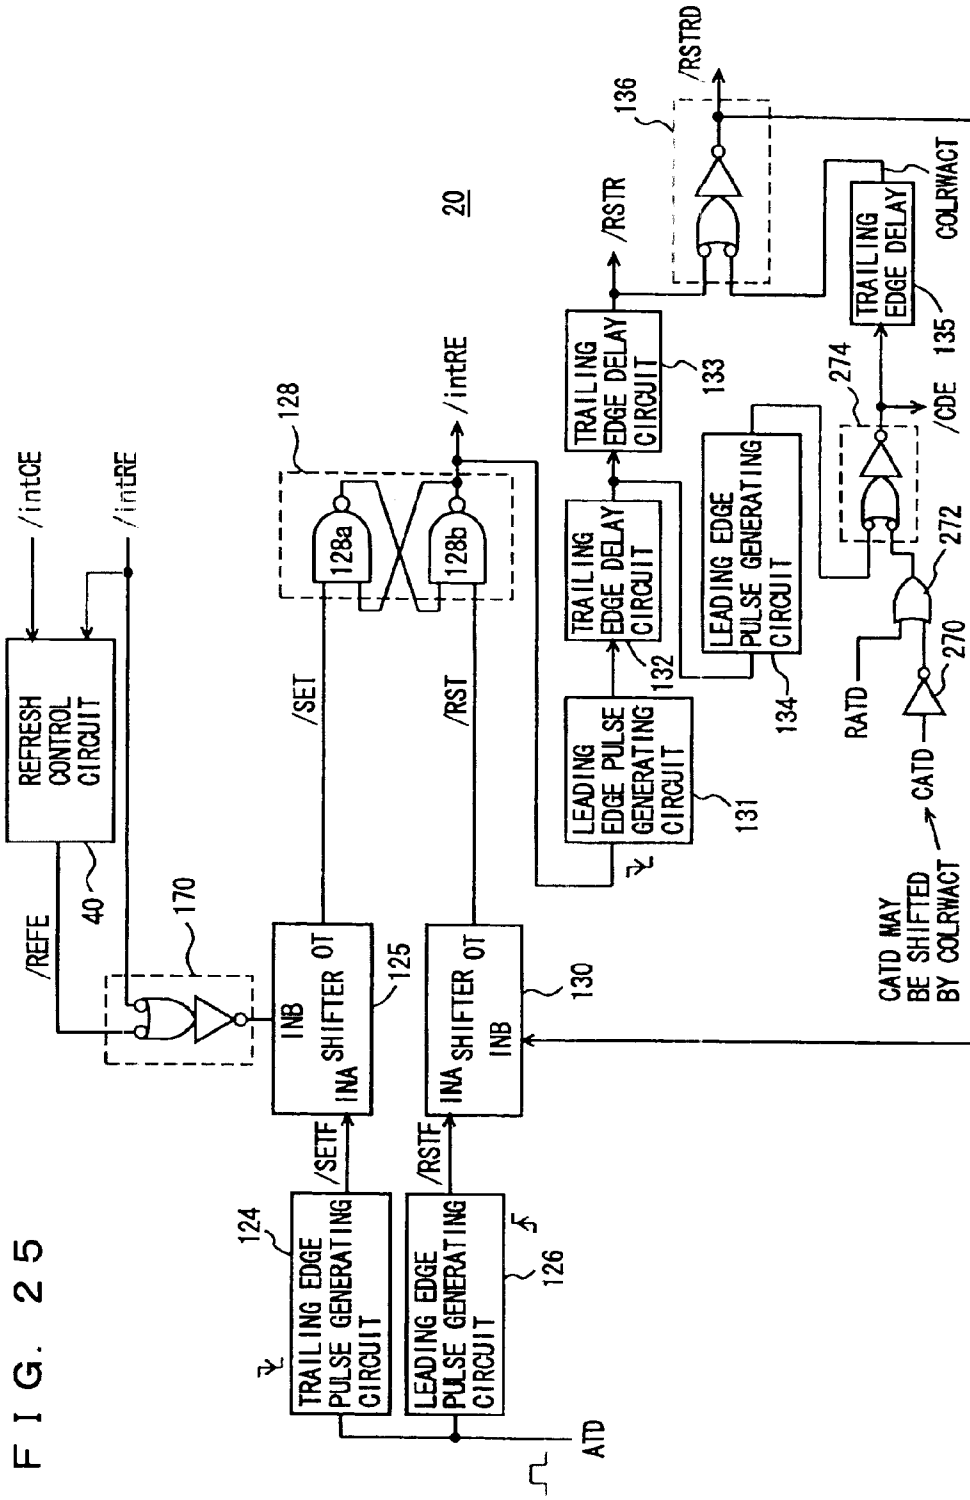 FIG. 25
20
/intCE
/intRE
REFRESH
CONTROL
CIRCUIT
40
/REFE
170
INB
OT
SHIFTER
INA
125
/SETF
124
TRAILING EDGE
PULSE GENERATING
CIRCUIT
/SET
128
128a
128b
/intRE
/RST
OT
SHIFTER
INA
INB
130
/RSTF
LEADING EDGE
PULSE GENERATING
CIRCUIT
126
ATD
LEADING
EDGE PULSE
GENERATING
CIRCUIT
131
TRAILING
EDGE DELAY
CIRCUIT
132
TRAILING
EDGE DELAY
CIRCUIT
133
/RSTR
136
/RSTRD
LEADING EDGE
PULSE GENERATING
CIRCUIT
134
TRAILING
EDGE DELAY
135
COLRWACT
274
/CDE
272
RATD
270
CATD
CATD MAY
BE SHIFTED
BY COLRWACT